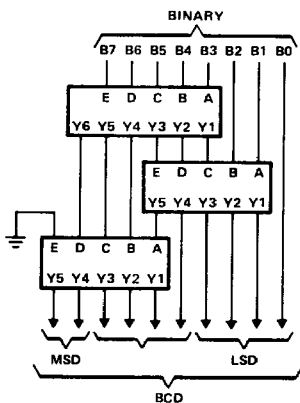 BINARY
B7 B6 B5 B4 B3 B2 B1 B0
E D C B A
Y6 Y5 Y4 Y3 Y2 Y1
E D C B A
Y5 Y4 Y3 Y2 Y1
E D C B A
Y5 Y4 Y3 Y2 Y1
MSD LSD
BCD